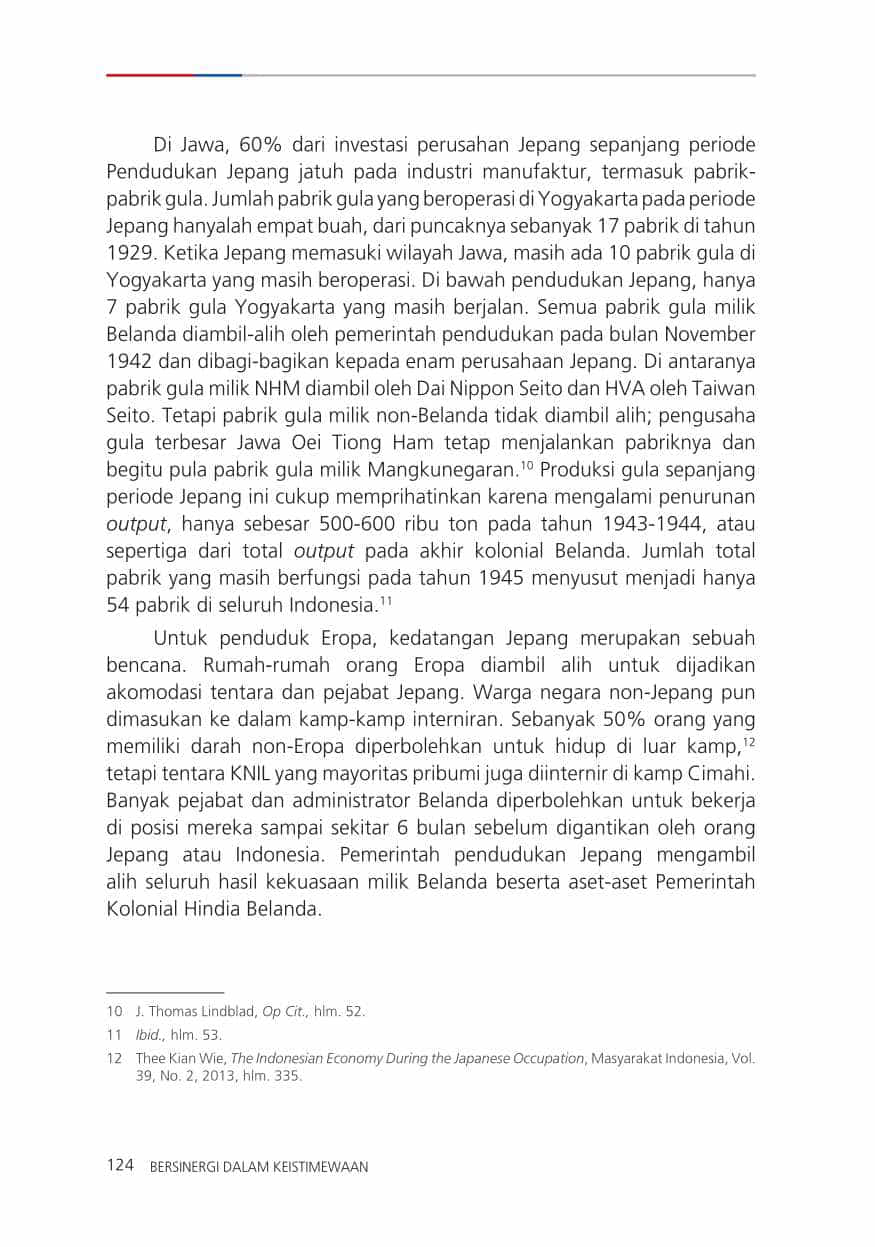 Di Jawa, 60% dari investasi perusahan Jepang sepanjang periode
Pendudukan Jepang jatuh pada industri manufaktur, termasuk pabrik-
pabrik gula. Jumlah pabrik gula yang beroperasi di Yogyakarta pada periode
Jepang hanyalah empat buah, dari puncaknya sebanyak 17 pabrik di tahun
1929. Ketika Jepang memasuki wilayah Jawa, masih ada 10 pabrik gula di
Yogyakarta yang masih beroperasi. Di bawah pendudukan Jepang, hanya
7 pabrik gula Yogyakarta yang masih berjalan. Semua pabrik gula milik
Belanda diambil-alih oleh pemerintah pendudukan pada bulan November
1942 dan dibagi-bagikan kepada enam perusahaan Jepang. Di antaranya
pabrik gula milik NHM diambil oleh Dai Nippon Seito dan HVA oleh Taiwan
Seito. Tetapi pabrik gula milik non-Belanda tidak diambil alih; pengusaha
gula terbesar Jawa Oei Tiong Ham tetap menjalankan pabriknya dan
begitu pula pabrik gula milik Mangkunegaran.10 Produksi gula sepanjang
periode Jepang ini cukup memprihatinkan karena mengalami penurunan
output, hanya sebesar 500-600 ribu ton pada tahun 1943-1944, atau
sepertiga dari total output pada akhir kolonial Belanda. Jumlah total
pabrik yang masih berfungsi pada tahun 1945 menyusut menjadi hanya
54 pabrik di seluruh Indonesia.11
Untuk penduduk Eropa, kedatangan Jepang merupakan sebuah
bencana. Rumah-rumah orang Eropa diambil alih untuk dijadikan
akomodasi tentara dan pejabat Jepang. Warga negara non-Jepang pun
dimasukan ke dalam kamp-kamp interniran. Sebanyak 50% orang yang
memiliki darah non-Eropa diperbolehkan untuk hidup di luar kamp,12
tetapi tentara KNIL yang mayoritas pribumi juga diinternir di kamp Cimahi.
Banyak pejabat dan administrator Belanda diperbolehkan untuk bekerja
di posisi mereka sampai sekitar 6 bulan sebelum digantikan oleh orang
Jepang atau Indonesia. Pemerintah pendudukan Jepang mengambil
alih seluruh hasil kekuasaan milik Belanda beserta aset-aset Pemerintah
Kolonial Hindia Belanda.
10 J. Thomas Lindblad, Op Cit., hlm. 52.
11 Ibid., hlm. 53.
12 Thee Kian Wie, The Indonesian Economy During the Japanese Occupation, Masyarakat Indonesia, Vol.
39, No. 2, 2013, hlm. 335.
124 BERSINERGI DALAM KEISTIMEWAAN